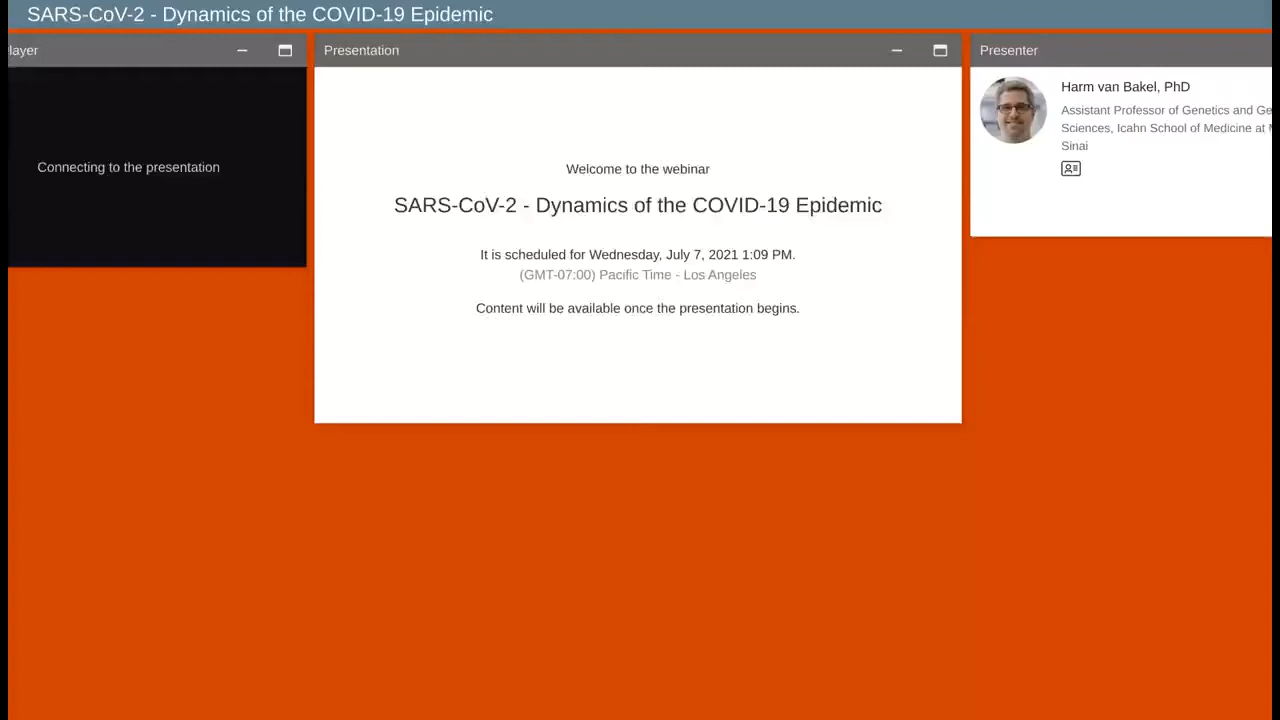 SARS-CoV-2 - Dynamics of the COVID-19 Epidemic
layer
Presentation
Presenter
Connecting to the presentation
Welcome to the webinar
SARS-CoV-2 - Dynamics of the COVID-19 Epidemic
It is scheduled for Wednesday, July 7, 2021 1:09 PM.
(GMT-07:00) Pacific Time - Los Angeles
Content will be available once the presentation begins.
Harm van Bakel, PhD
Assistant Professor of Genetics and Ge
Sciences, Icahn School of Medicine at
Sinai